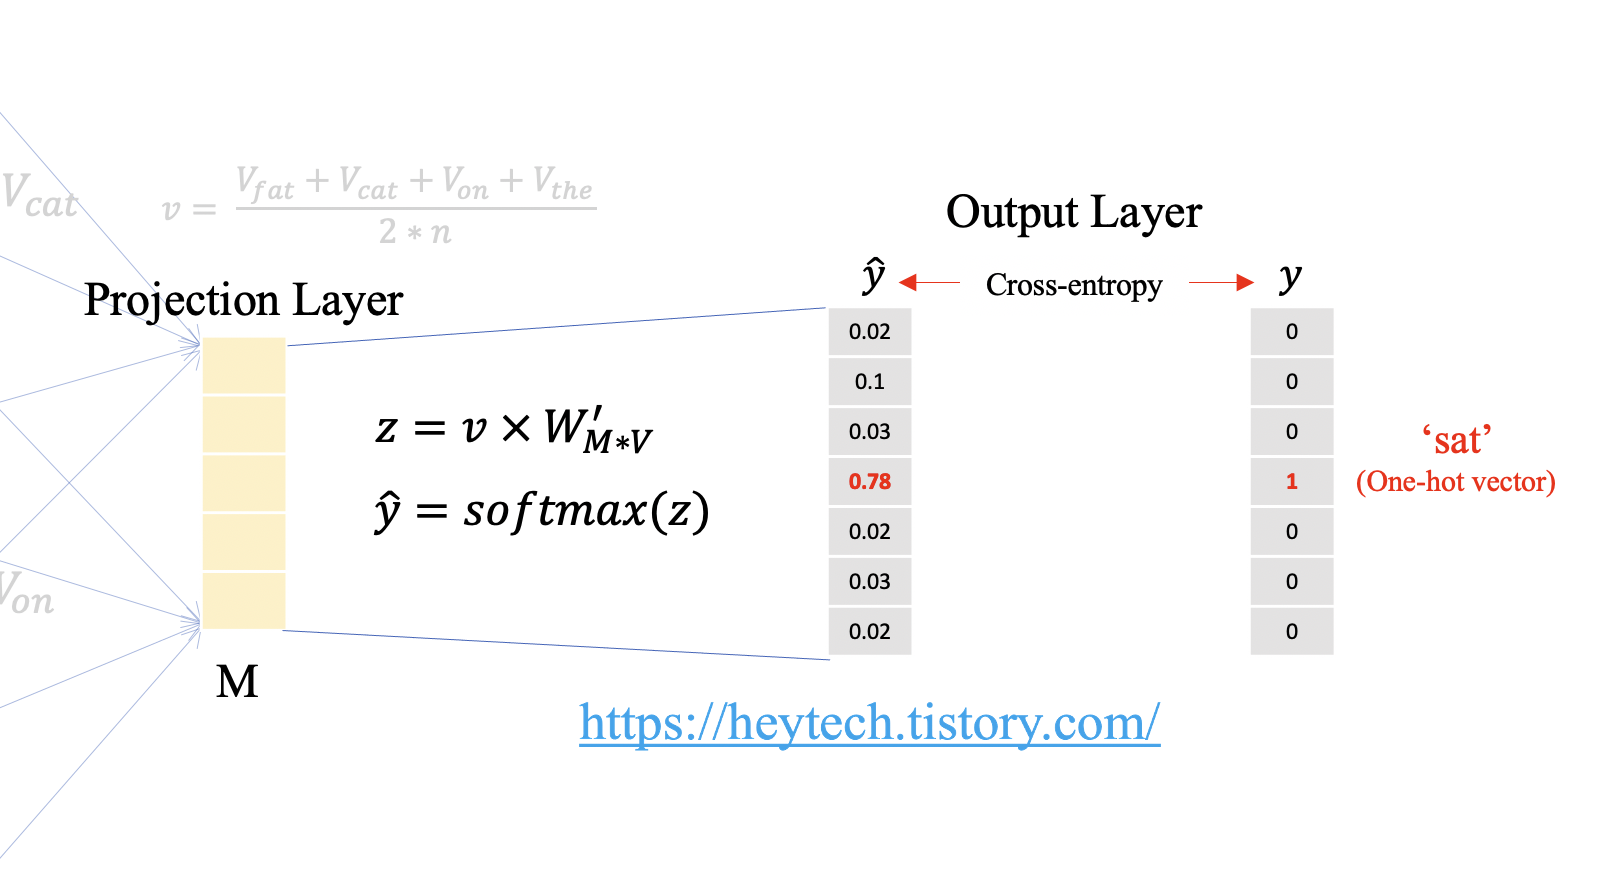 V_cat
v = (V_fat + V_cat + V_on + V_the) / (2 * n)
Output Layer
Projection Layer
ŷ
Cross-entropy
y
0.02
0
0.1
0
z = v × W′_{M*V}
0.03
0
‘sat’
0.78
1
(One-hot vector)
ŷ = softmax(z)
0.02
0
0.03
0
V_on
0.02
0
M
https://heytech.tistory.com/